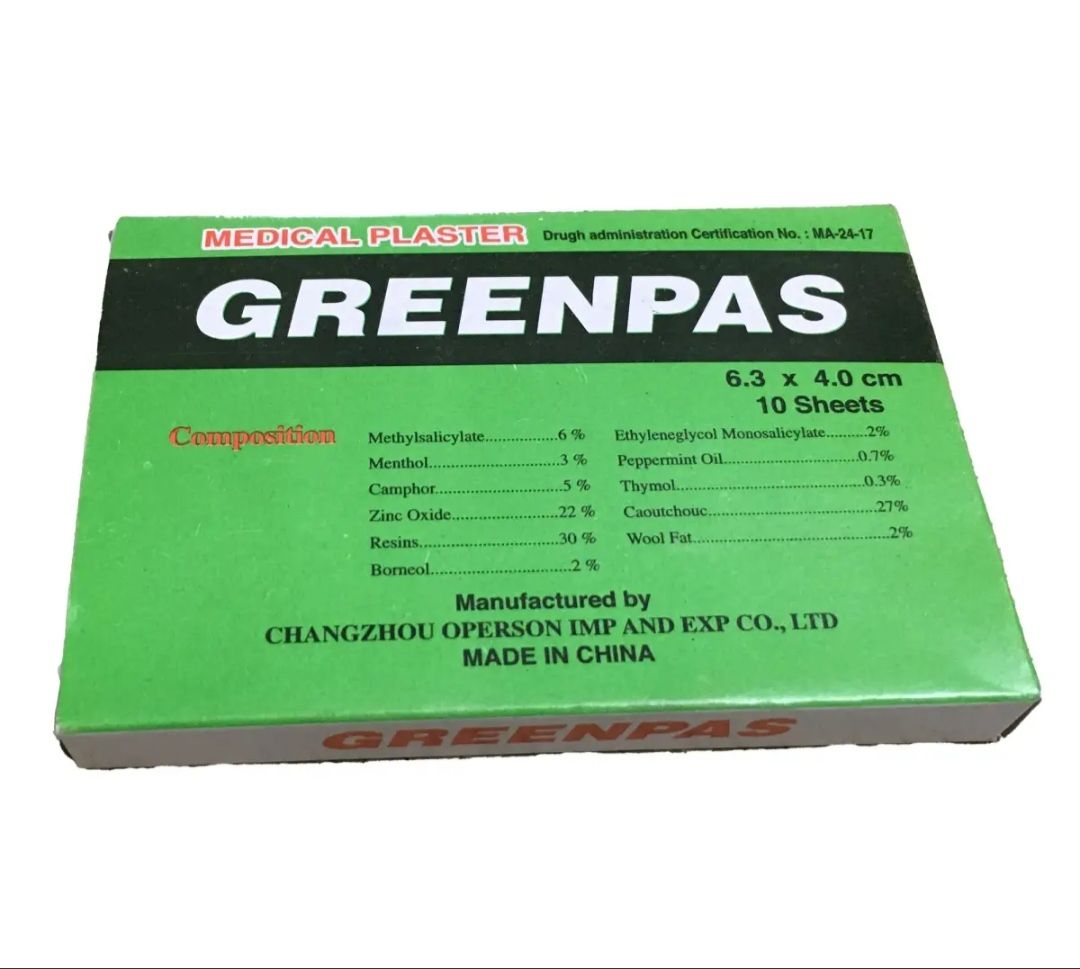 MEDICAL PLASTER Drugh administration Certification No. : MA-24-17
GREENPAS
6.3 x 4.0 cm
10 Sheets
Composition
Methylsalicylate..................6 %
Menthol.................................3 %
Camphor................................5 %
Zinc Oxide...........................22 %
Resins...................................30 %
Borneol...................................2 %
Ethyleneglycol Monosalicylate..........2%
Peppermint Oil.................................0.7%
Thymol..............................................0.3%
Caoutchouc.........................................27%
Wool Fat................................................2%
Manufactured by
CHANGZHOU OPERSON IMP AND EXP CO., LTD
MADE IN CHINA
GREENPAS